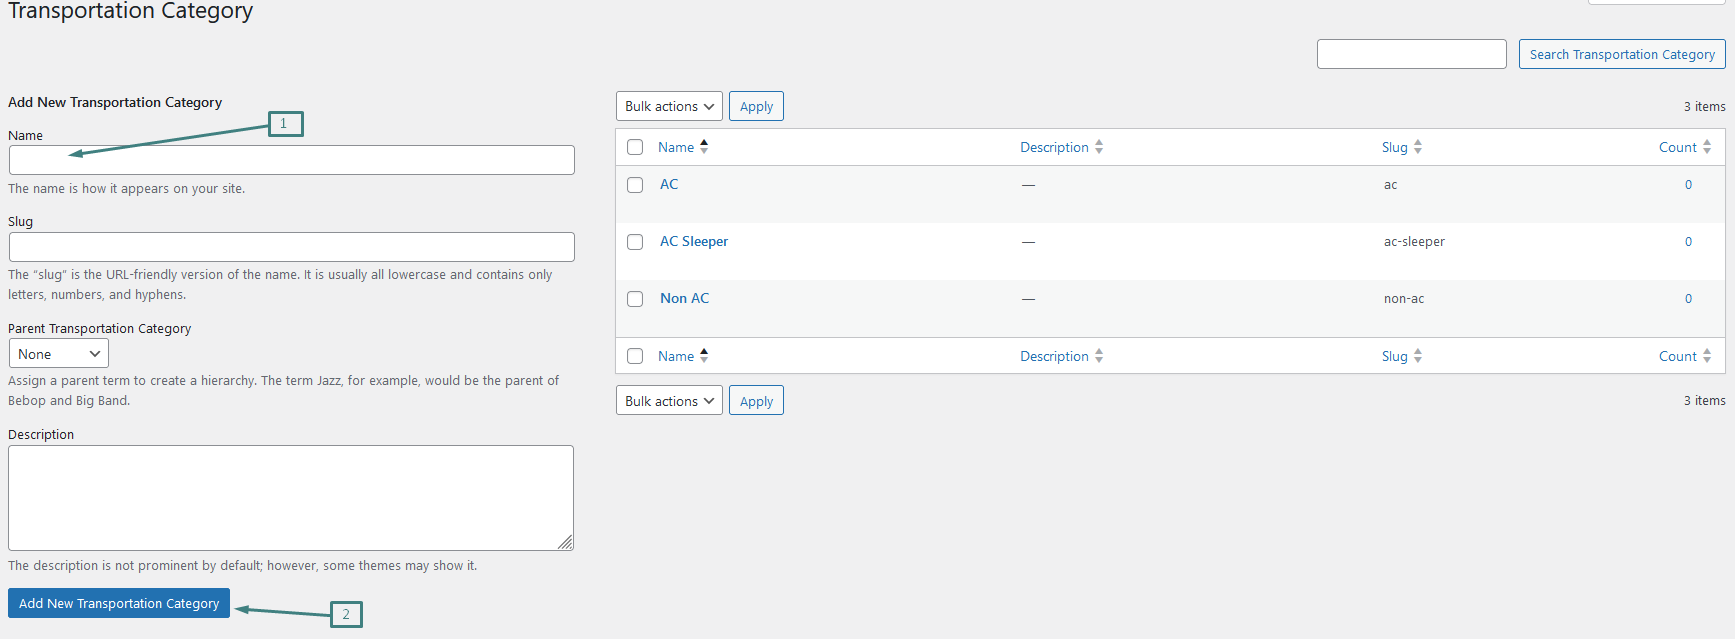 Transportation Category
Search Transportation Category
Add New Transportation Category
1
Name
The name is how it appears on your site.
Slug
The “slug” is the URL-friendly version of the name. It is usually all lowercase and contains only
letters, numbers, and hyphens.
Parent Transportation Category
None
Assign a parent term to create a hierarchy. The term Jazz, for example, would be the parent of
Bebop and Big Band.
Description
The description is not prominent by default; however, some themes may show it.
Add New Transportation Category
2
Bulk actions Apply 3 items
Name Description Slug Count
AC — ac 0
AC Sleeper — ac-sleeper 0
Non AC — non-ac 0
Name Description Slug Count
Bulk actions Apply 3 items